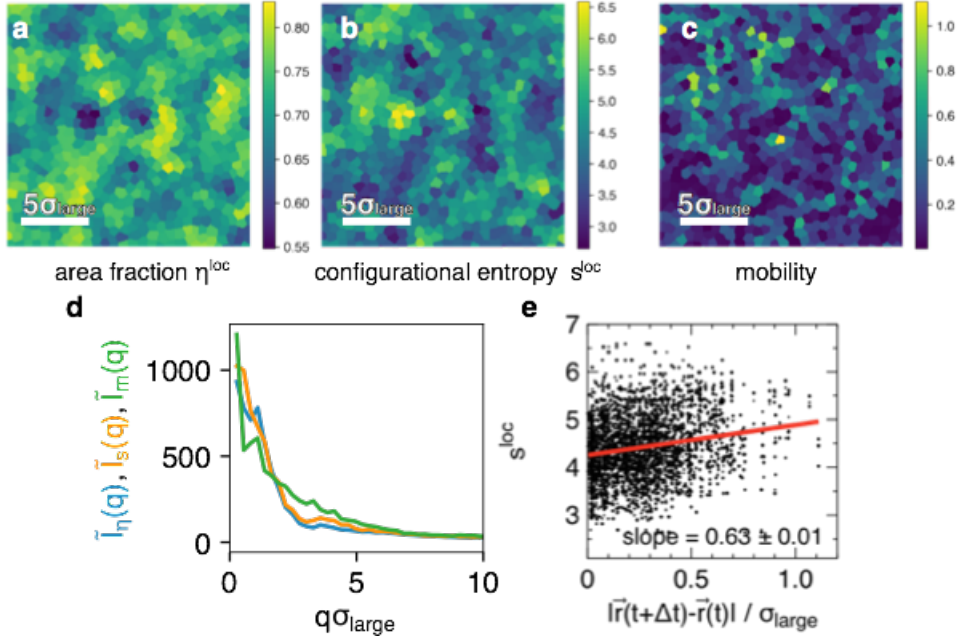 a
b
c
0.80
0.75
0.70
0.65
0.60
0.55
6.5
6.0
5.5
5.0
4.5
4.0
3.5
3.0
1.0
0.8
0.6
0.4
0.2
5σlarge
5σlarge
5σlarge
area fraction ηˡᵒᶜ
configurational entropy sˡᵒᶜ
mobility
d
e
Ĩη(q), Ĩs(q), Ĩm(q)
1000
500
0
0
5
10
qσlarge
sˡᵒᶜ
7
6
5
4
3
slope = 0.63 ± 0.01
0
0.5
1.0
|r⃗(t+Δt)-r⃗(t)| / σlarge